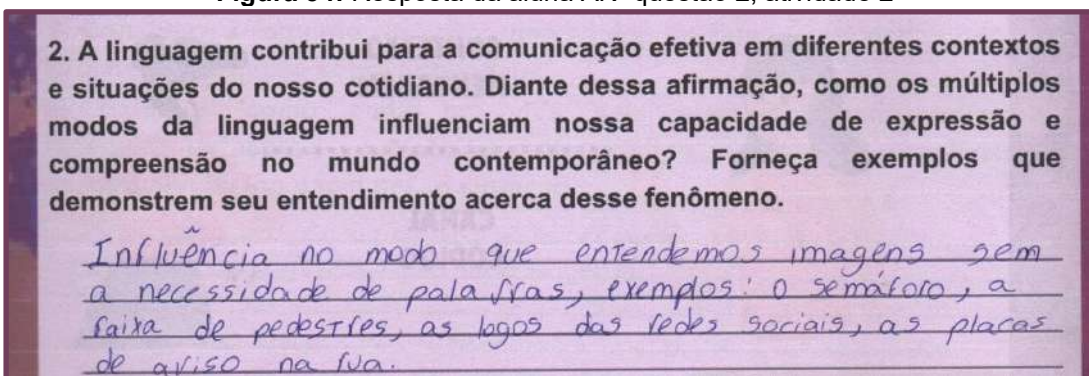 2. A linguagem contribui para a comunicação efetiva em diferentes contextos
e situações do nosso cotidiano. Diante dessa afirmação, como os múltiplos
modos da linguagem influenciam nossa capacidade de expressão e
compreensão no mundo contemporâneo? Forneça exemplos que
demonstrem seu entendimento acerca desse fenômeno.
Influência no modo que entendemos imagens sem
a necessidade de palavras, exemplos: o semáforo, a
faixa de pedestres, as logos das redes sociais, as placas
de aviso na rua.